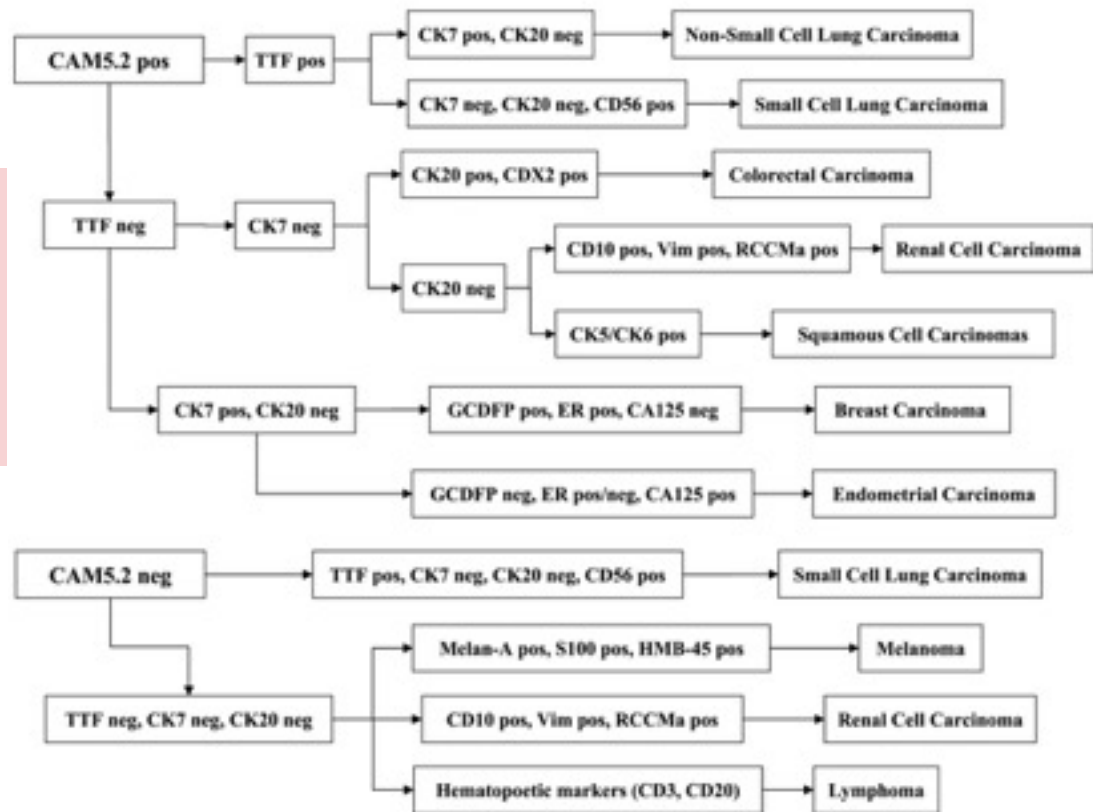 CAM5.2 pos
TTF pos
CK7 pos, CK20 neg
Non-Small Cell Lung Carcinoma
CK7 neg, CK20 neg, CD56 pos
Small Cell Lung Carcinoma
TTF neg
CK7 neg
CK20 pos, CDX2 pos
Colorectal Carcinoma
CK20 neg
CD10 pos, Vim pos, RCCMa pos
Renal Cell Carcinoma
CK5/CK6 pos
Squamous Cell Carcinomas
CK7 pos, CK20 neg
GCDFP pos, ER pos, CA125 neg
Breast Carcinoma
GCDFP neg, ER pos/neg, CA125 pos
Endometrial Carcinoma
CAM5.2 neg
TTF pos, CK7 neg, CK20 neg, CD56 pos
Small Cell Lung Carcinoma
TTF neg, CK7 neg, CK20 neg
Melan-A pos, S100 pos, HMB-45 pos
Melanoma
CD10 pos, Vim pos, RCCMa pos
Renal Cell Carcinoma
Hematopoetic markers (CD3, CD20)
Lymphoma